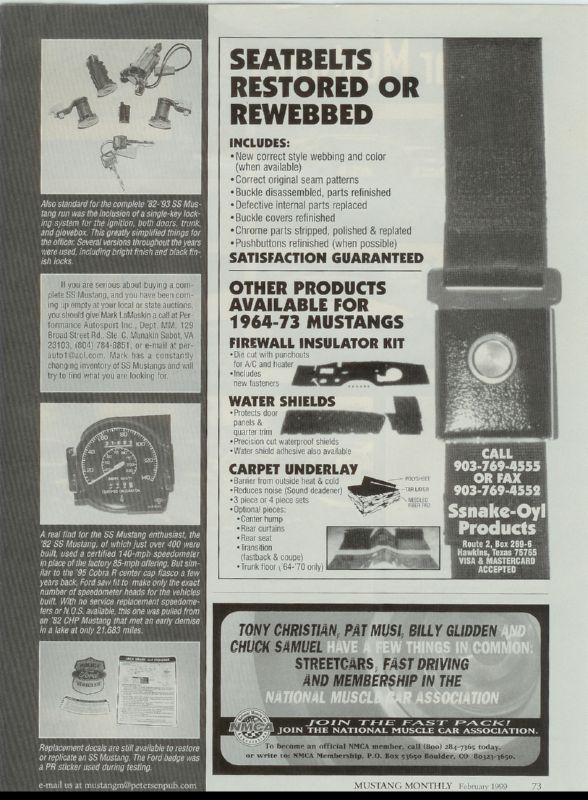 Also standard for the complete '82-'93 SS Mus-
tang run was the inclusion of a single-key lock-
ing system for the ignition, both doors, trunk,
and glovebox. This greatly simplified things for
the officer. Several versions throughout the years
were used, including bright finish and black fin-
ish locks.
If you are serious about buying a com-
plete SS Mustang, and you have been com-
ing up empty at your local or state auctions,
you should give Mark LaMaskin a call at Per-
formance Autosport Inc., Dept. MM, 129
Broad Street Rd., Ste. C, Manakin Sabot, VA
23103, (804) 784-9851, or e-mail at per-
auto1@aol.com. Mark has a constantly
changing inventory of SS Mustangs and will
try to find what you are looking for.
A real find for the SS Mustang enthusiast, the
'82 SS Mustang, of which just over 400 were
built, used a certified 140-mph speedometer
in place of the factory 85-mph offering. But sim-
ilar to the '95 Cobra R center cap fiasco a few
years back, Ford saw fit to make only the exact
number of speedometer heads for the vehicles
built. With no service replacement speedome-
ters or N.O.S. available, this one was pulled from
an '82 CHP Mustang that met an early demise
in a lake at only 21,683 miles.
POLICE
Ford
Replacement decals are still available to restore
or replicate an SS Mustang. The Ford badge was
a PR sticker used during testing.
e-mail us at mustangm@petersenpub.com
SEATBELTS
RESTORED OR
REWEBBED
INCLUDES:
•New correct style webbing and color
(when available)
•Correct original seam patterns
•Buckle disassembled, parts refinished
•Defective internal parts replaced
•Buckle covers refinished
•Chrome parts stripped, polished & replated
•Pushbuttons refinished (when possible)
SATISFACTION GUARANTEED
OTHER PRODUCTS
AVAILABLE FOR
1964-73 MUSTANGS
FIREWALL INSULATOR KIT
•Die cut with punchouts
for A/C and heater
•Includes
new fasteners
WATER SHIELDS
•Protects door
panels &
quarter trim
•Precision cut waterproof shields
•Water shield adhesive also available
CARPET UNDERLAY
•Barrier from outside heat & cold
•Reduces noise (Sound deadener)
•3 piece or 4 piece sets
•Optional pieces:
•Center hump
•Rear curtains
•Rear seat
•Transition
(fastback & coupe)
•Trunk floor ('64-'70 only)
POLYSHEET
TAR LAYER
NEEDLED
FIBER PAD
CALL
903-769-4555
OR FAX
903-769-4552
Ssnake-Oyl
Products
Route 2, Box 269-6
Hawkins, Texas 75765
VISA & MASTERCARD
ACCEPTED
TONY CHRISTIAN, PAT MUSI, BILLY GLIDDEN AND
CHUCK SAMUEL HAVE A FEW THINGS IN COMMON.
STREETCARS, FAST DRIVING
AND MEMBERSHIP IN THE
NATIONAL MUSCLE CAR ASSOCIATION
NMCA
JOIN THE FAST PACK!
JOIN THE NATIONAL MUSCLE CAR ASSOCIATION.
To become an official NMCA member, call (800) 284-7365 today.
or write to: NMCA Membership, P.O. Box 53650 Boulder, CO 80323-3650.
MUSTANG MONTHLY February 1999 73